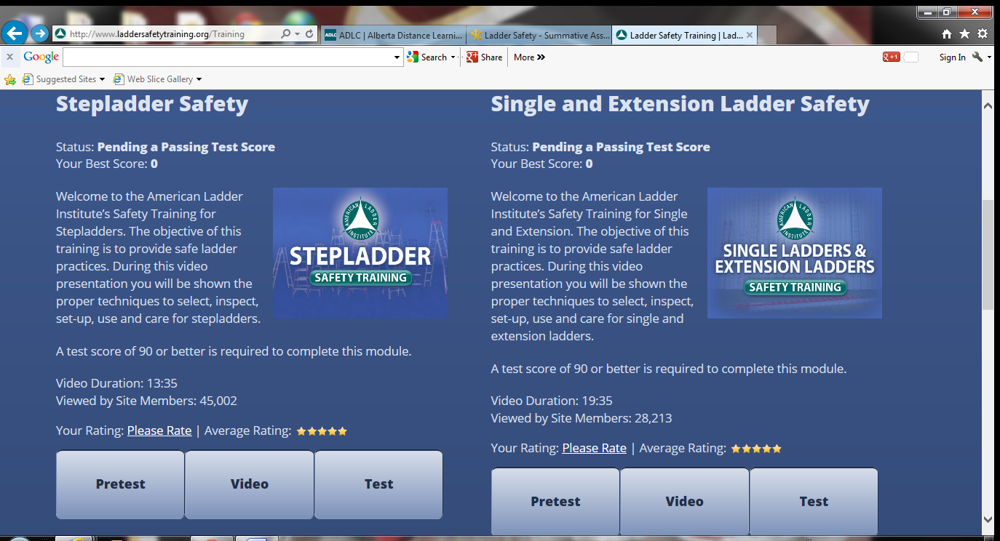 http://www.laddersafetytraining.org/Training
ADLC ADLC | Alberta Distance Learni...
Ladder Safety - Summative Ass...
Ladder Safety Training | Lad...
x Google Search Share More »
+1 Sign In
Suggested Sites Web Slice Gallery
Stepladder Safety
Status: Pending a Passing Test Score
Your Best Score: 0
Welcome to the American Ladder
Institute’s Safety Training for
Stepladders. The objective of this
training is to provide safe ladder
practices. During this video
presentation you will be shown the
proper techniques to select, inspect,
set-up, use and care for stepladders.
AMERICAN LADDER INSTITUTE
STEPLADDER
SAFETY TRAINING
A test score of 90 or better is required to complete this module.
Video Duration: 13:35
Viewed by Site Members: 45,002
Your Rating: Please Rate | Average Rating:
Pretest Video Test
Single and Extension Ladder Safety
Status: Pending a Passing Test Score
Your Best Score: 0
Welcome to the American Ladder
Institute’s Safety Training for Single
and Extension. The objective of this
training is to provide safe ladder
practices. During this video
presentation you will be shown the
proper techniques to select, inspect,
set-up, use and care for single and
extension ladders.
AMERICAN LADDER INSTITUTE
SINGLE LADDERS &
EXTENSION LADDERS
SAFETY TRAINING
A test score of 90 or better is required to complete this module.
Video Duration: 19:35
Viewed by Site Members: 28,213
Your Rating: Please Rate | Average Rating:
Pretest Video Test